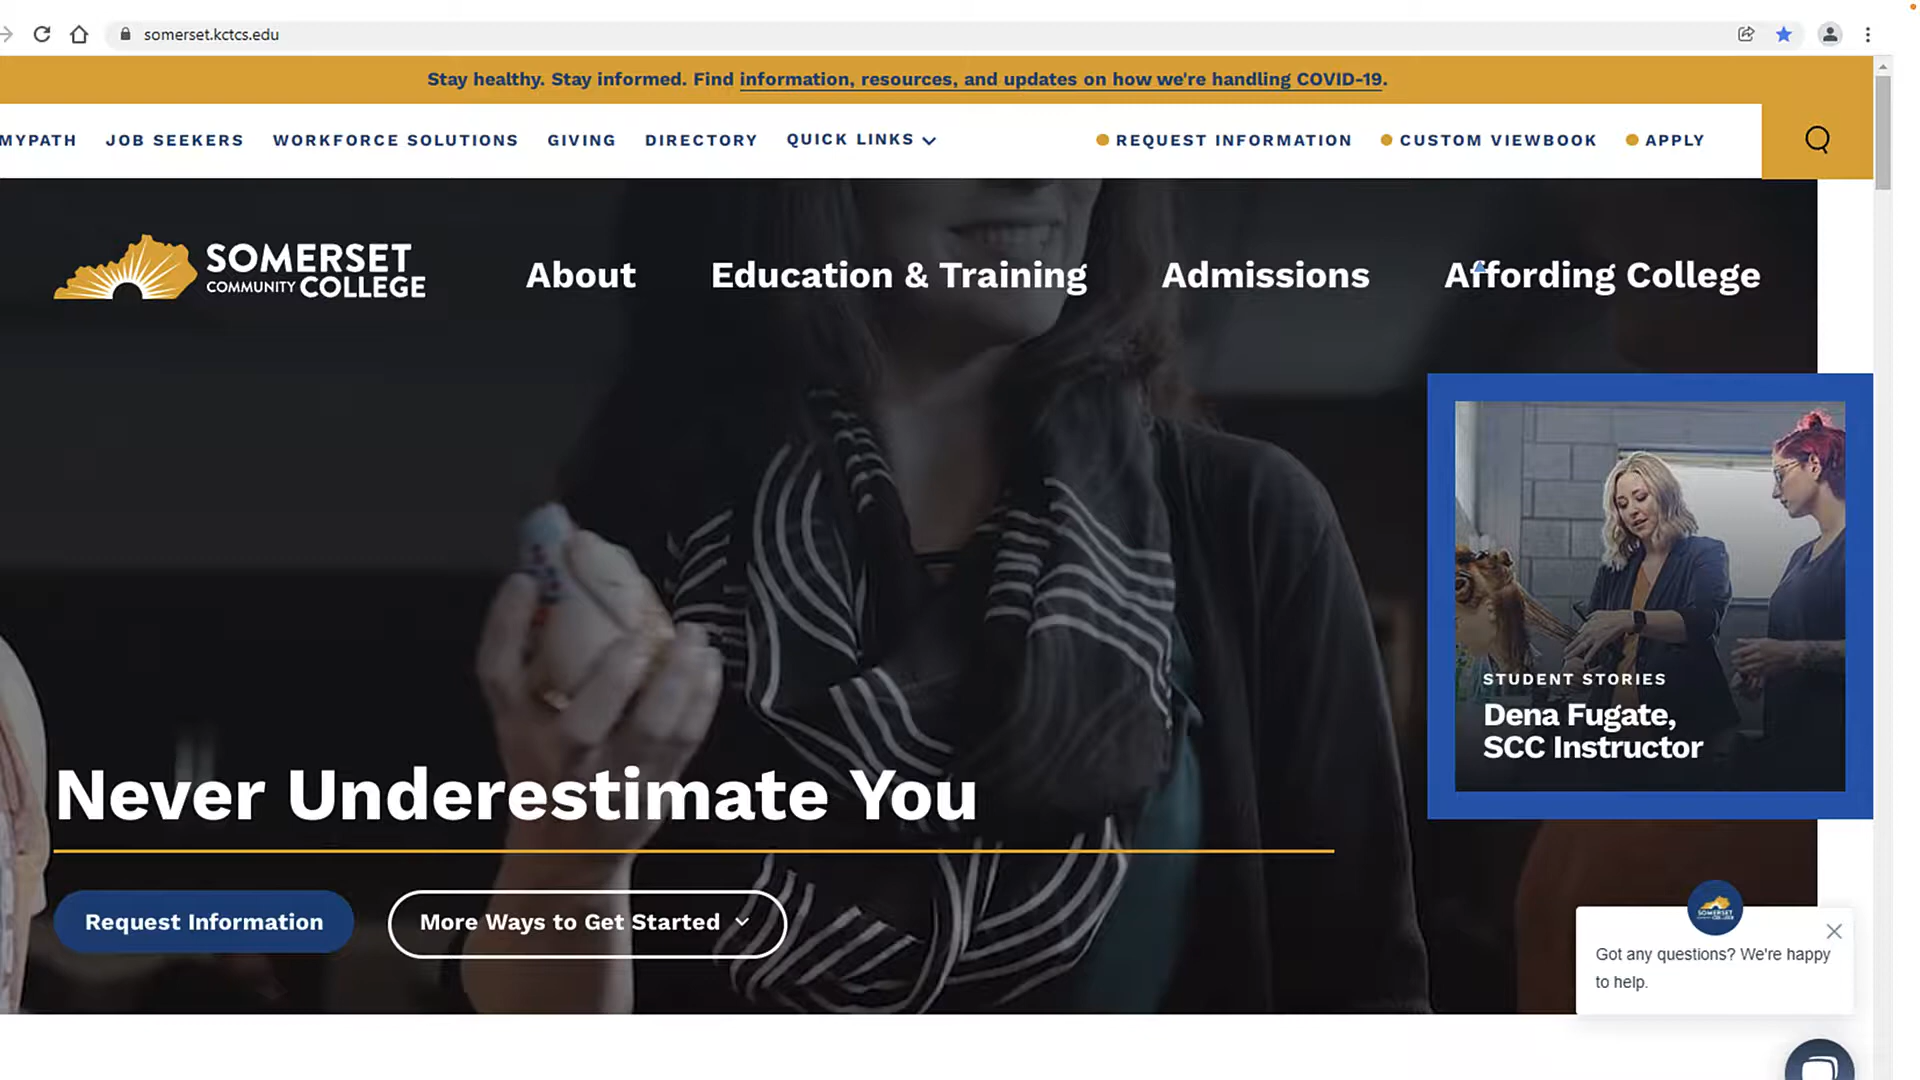 somerset.kctcs.edu
Stay healthy. Stay informed. Find information, resources, and updates on how we're handling COVID-19.
MYPATH JOB SEEKERS WORKFORCE SOLUTIONS GIVING DIRECTORY QUICK LINKS REQUEST INFORMATION CUSTOM VIEWBOOK APPLY
SOMERSET
COMMUNITY COLLEGE
About Education & Training Admissions Affording College
STUDENT STORIES
Dena Fugate,
SCC Instructor
Never Underestimate You
Request Information More Ways to Get Started
SOMERSET
Got any questions? We're happy
to help.